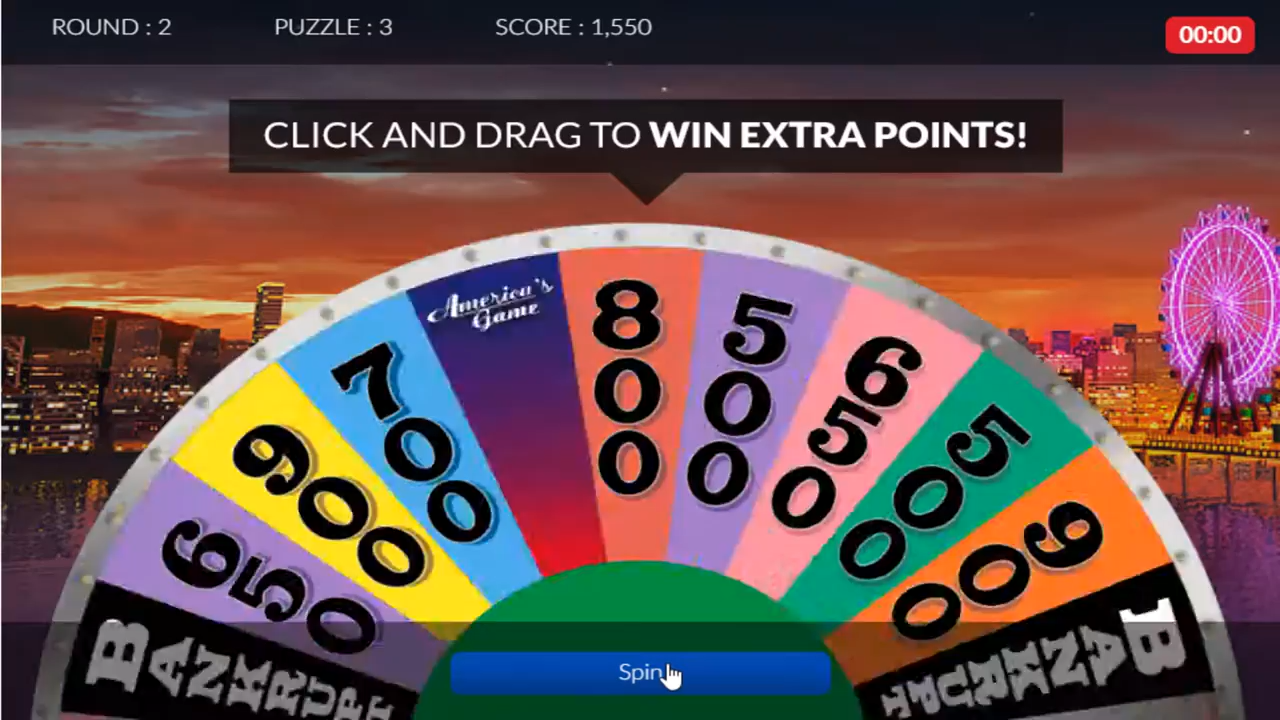 ROUND : 2
PUZZLE : 3
SCORE : 1,550
00:00
CLICK AND DRAG TO WIN EXTRA POINTS!
BANKRUPT
650
900
700
America's
Game
800
500
650
500
900
BANKRUPT
Spin